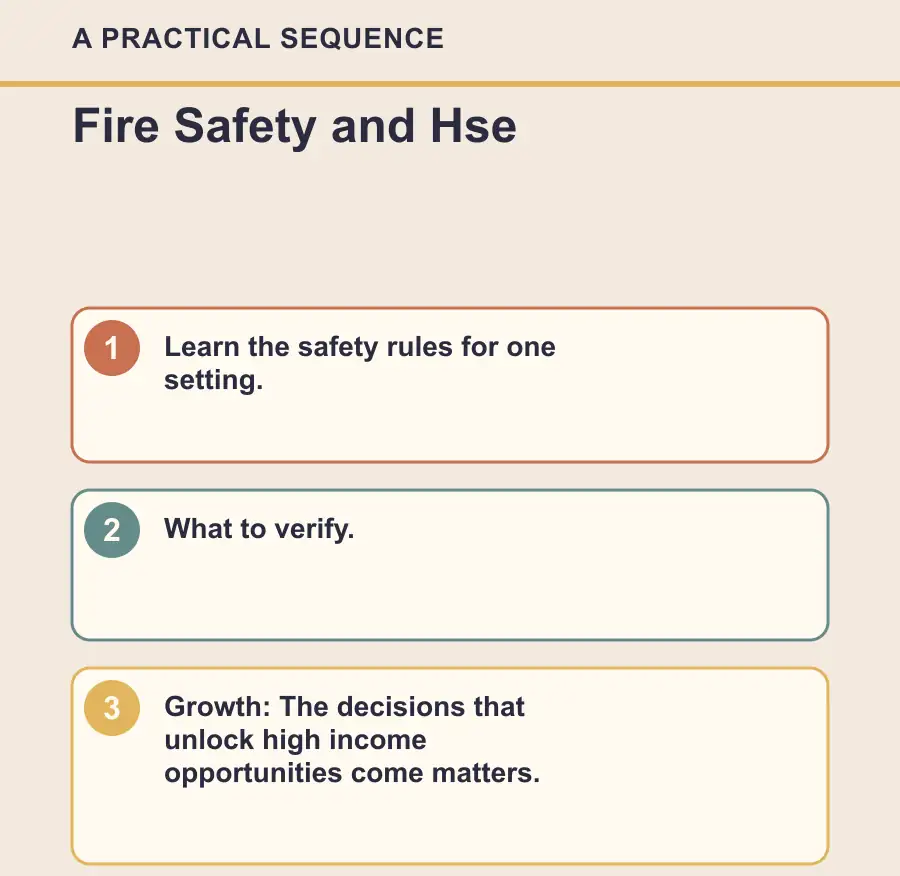 A PRACTICAL SEQUENCE
Fire Safety and Hse
1
Learn the safety rules for one
setting.
2
What to verify.
3
Growth: The decisions that
unlock high income
opportunities come matters.